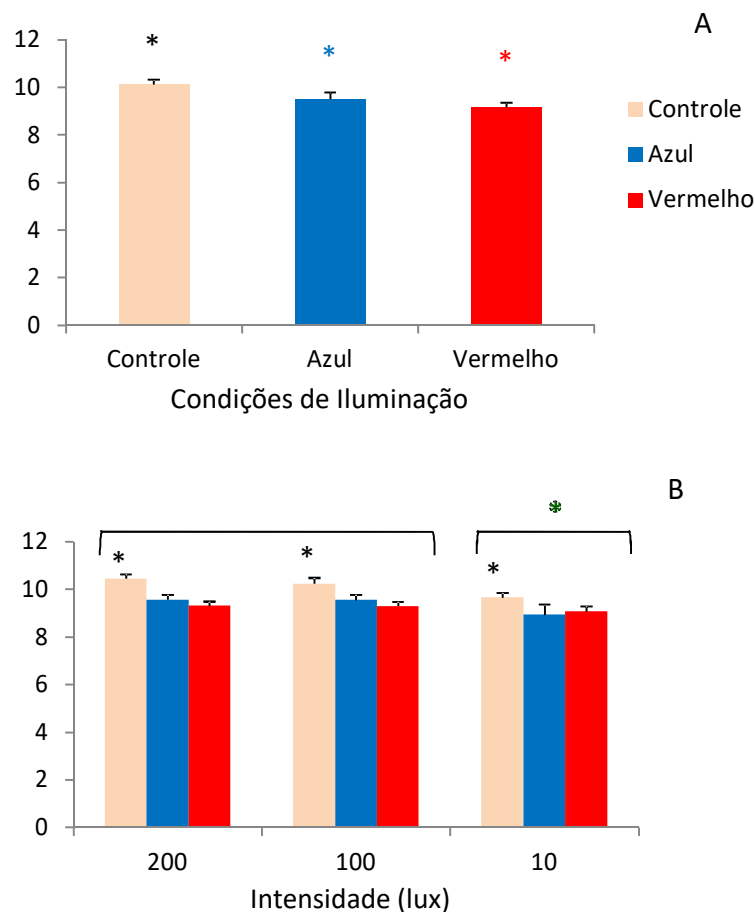 A
12
10
8
6
4
2
0
* * *
Controle
Azul
Vermelho
Controle Azul Vermelho
Condições de Iluminação
B
*
12
10
8
6
4
2
0
* * *
200 100 10
Intensidade (lux)